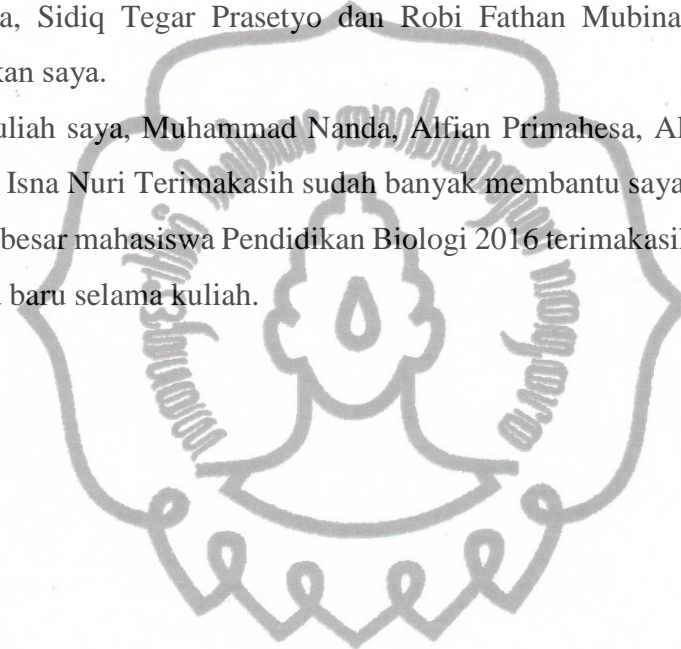 a, Sidiq Tegar Prasetyo dan Robi Fathan Mubina
kan saya.
uliah saya, Muhammad Nanda, Alfian Primahesa, Al
Isna Nuri Terimakasih sudah banyak membantu saya
besar mahasiswa Pendidikan Biologi 2016 terimakasih
baru selama kuliah.